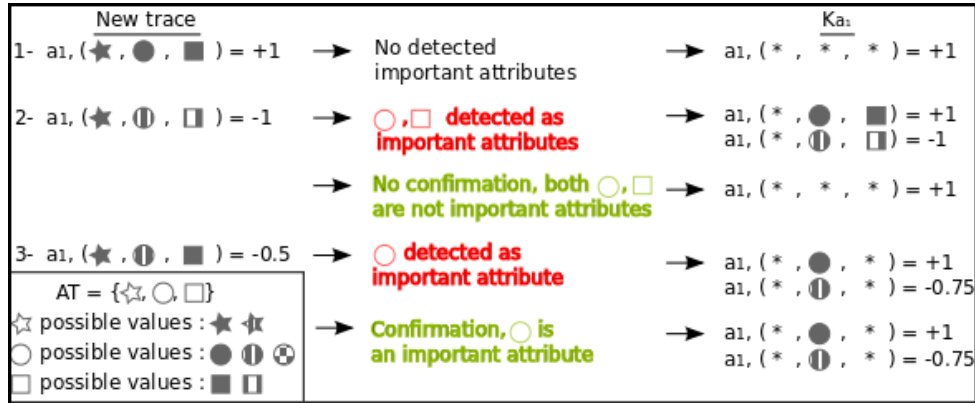 New trace
Ka₁
1- a₁, (★ , ● , ■ ) = +1
No detected
important attributes
a₁, ( * , * , * ) = +1
2- a₁, (★ , ◍ , ◨ ) = -1
○ ,□ detected as
important attributes
a₁, ( * , ● , ■ ) = +1
a₁, ( * , ◍ , ◨ ) = -1
No confirmation, both ○, □
are not important attributes
a₁, ( * , * , * ) = +1
3- a₁, (★ , ◍ , ■ ) = -0.5
○ detected as
important attribute
a₁, ( * , ● , * ) = +1
a₁, ( * , ◍ , * ) = -0.75
AT = {☆, ○, □}
☆ possible values :
○ possible values :
□ possible values :
Confirmation, ○ is
an important attribute
a₁, ( * , ● , * ) = +1
a₁, ( * , ◍ , * ) = -0.75